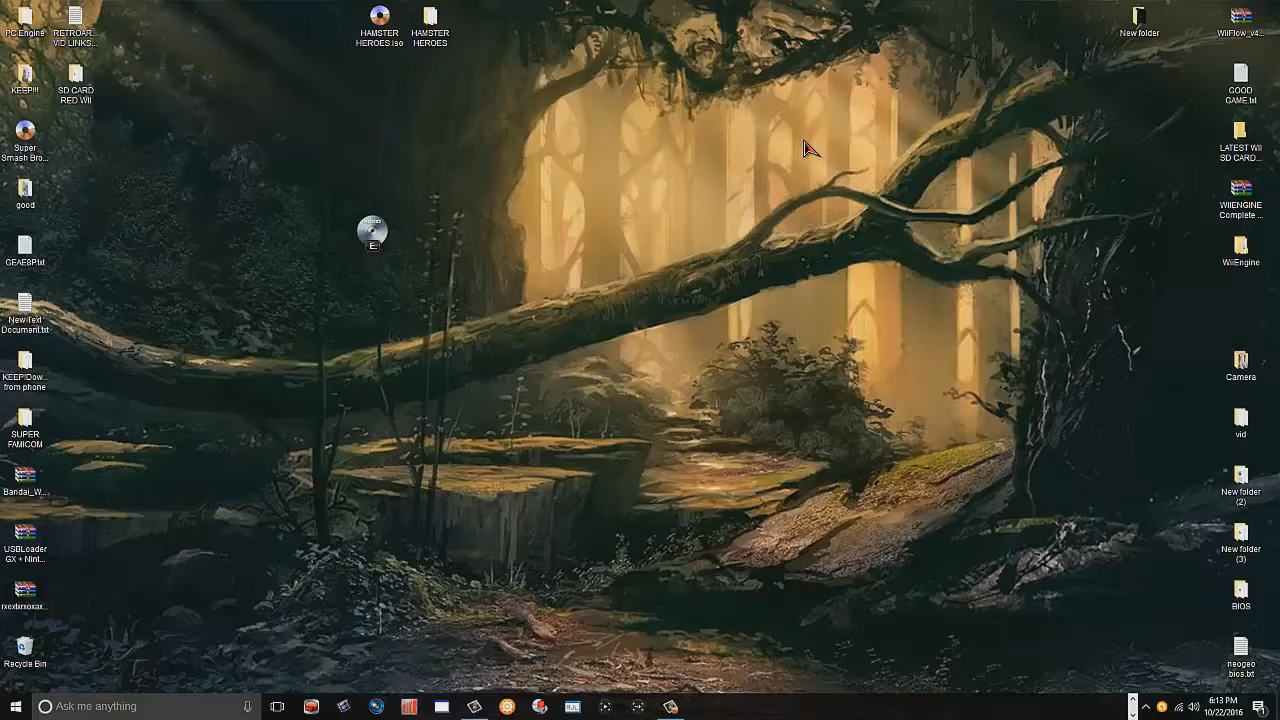 PC Engine
RETROAR...
VID LINKS...
HAMSTER
HEROES.iso
HAMSTER
HEROES
New folder
WiiFlow_v4...
KEEP!!!
SD CARD
RED WII
GOOD
GAME.txt
Super
Smash Bro...
LATEST WII
SD CARD...
good
WIIENGINE
Complete ...
E:
GEAE8P.txt
WiiEngine
New Text
Document.txt
KEEP!Dow...
from phone
Camera
SUPER
FAMICOM
vid
Bandai_W...
New folder
(2)
USBLoader
GX + Nint...
New folder
(3)
BIOS
Recycle Bin
neogeo
bios.txt
Ask me anything
RJL
6:13 PM
10/22/2016